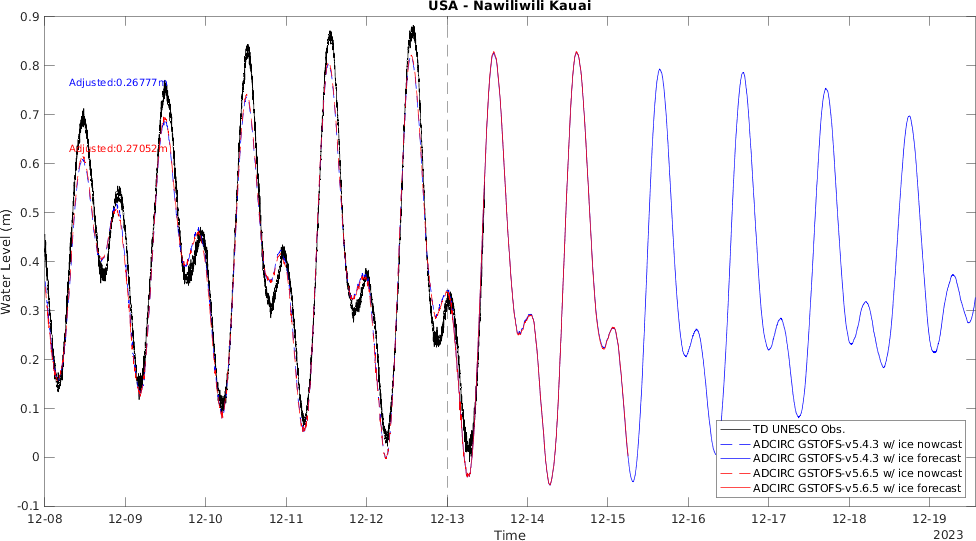 USA - Nawiliwili Kauai
0.9
0.8
0.7
0.6
0.5
0.4
0.3
0.2
0.1
0
-0.1
Water Level (m)
Adjusted:0.26777m
Adjusted:0.27052m
TD UNESCO Obs.
ADCIRC GSTOFS-v5.4.3 w/ ice nowcast
ADCIRC GSTOFS-v5.4.3 w/ ice forecast
ADCIRC GSTOFS-v5.6.5 w/ ice nowcast
ADCIRC GSTOFS-v5.6.5 w/ ice forecast
12-08 12-09 12-10 12-11 12-12 12-13 12-14 12-15 12-16 12-17 12-18 12-19
Time
2023